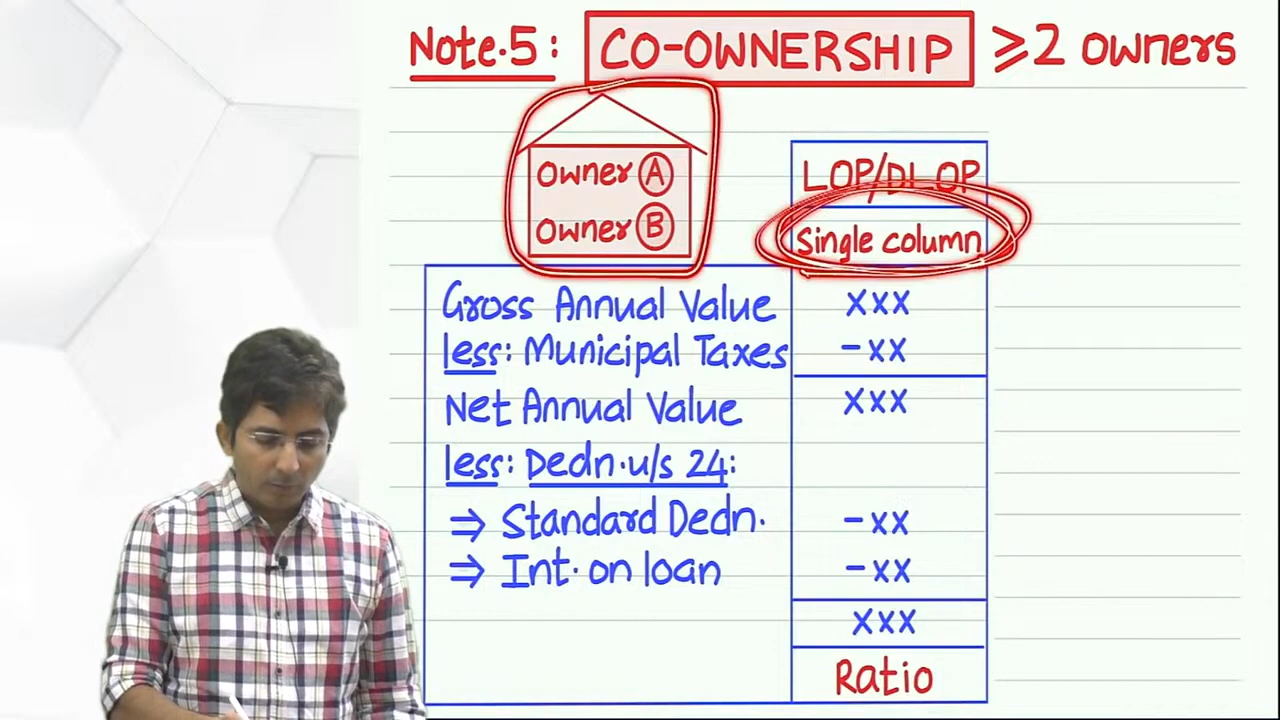 Note.5: CO-OWNERSHIP ⩾2 owners
Owner A
Owner B
LOP/DLOP
Single column
Gross Annual Value xxx
less: Municipal Taxes -xx
Net Annual Value xxx
less: Dedn.u/s 24:
⇒ Standard Dedn. -xx
⇒ Int. on loan -xx
xxx
Ratio